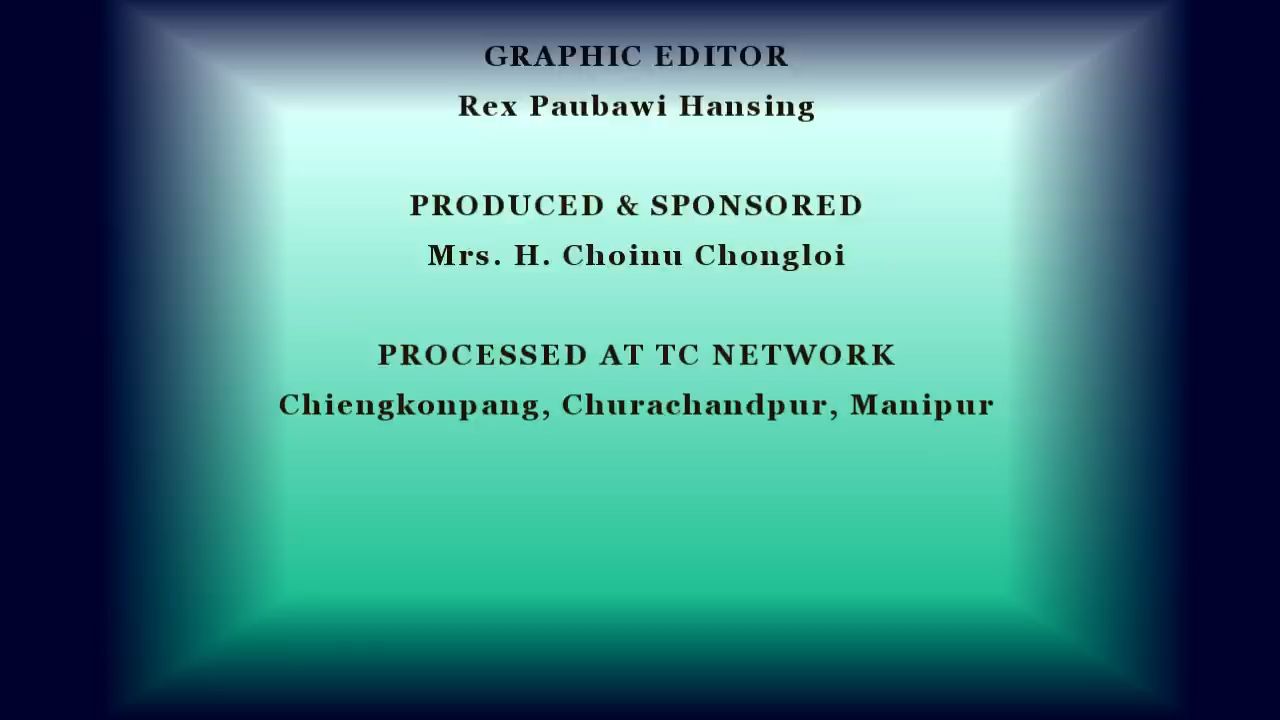 GRAPHIC EDITOR
Rex Paubawi Hansing
PRODUCED & SPONSORED
Mrs. H. Choinu Chongloi
PROCESSED AT TC NETWORK
Chiengkonpang, Churachandpur, Manipur